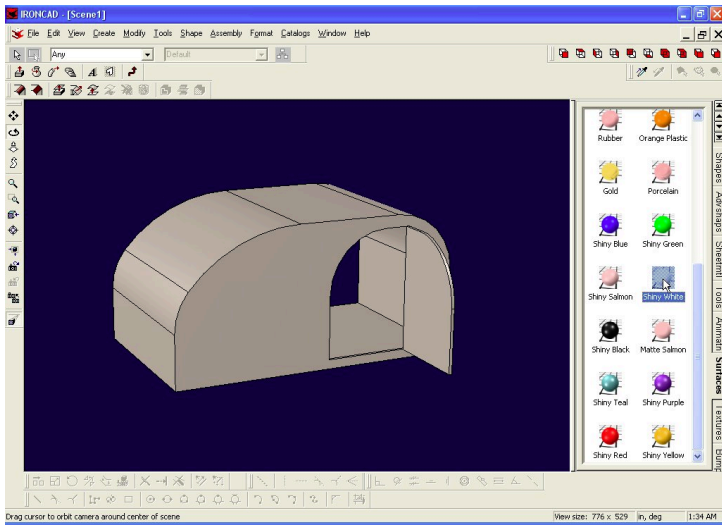 IRONCAD - [Scene1]
File Edit View Create Modify Tools Shape Assembly Format Catalogs Window Help
Any
Default
Rubber
Orange Plastic
Gold
Porcelain
Shiny Blue
Shiny Green
Shiny Salmon
Shiny White
Shiny Black
Matte Salmon
Shiny Teal
Shiny Purple
Shiny Red
Shiny Yellow
Shapes
Advshaps
Sheetmtl
Tools
Animatn
Surfaces
Textures
Bump
Drag cursor to orbit camera around center of scene
View size: 776 x 529
in, deg
1:34 AM